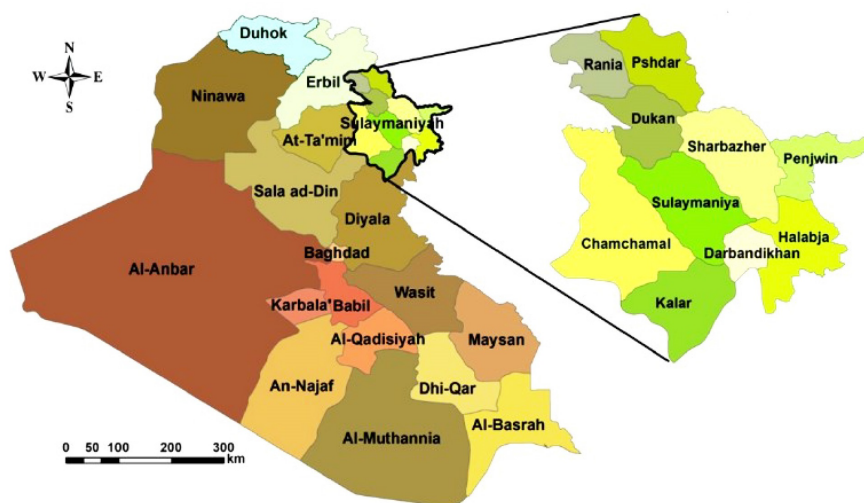 N
W E
S
Duhok
Erbil
Ninawa
Sulaymaniyah
At-Ta'mim
Sala ad-Din
Diyala
Baghdad
Al-Anbar
Wasit
Karbala'
Babil
Al-Qadisiyah
Maysan
An-Najaf
Dhi-Qar
Al-Basrah
Al-Muthannia
0 50 100 200 300
km
Rania
Pshdar
Dukan
Sharbazher
Penjwin
Sulaymaniya
Chamchamal
Darbandikhan
Halabja
Kalar